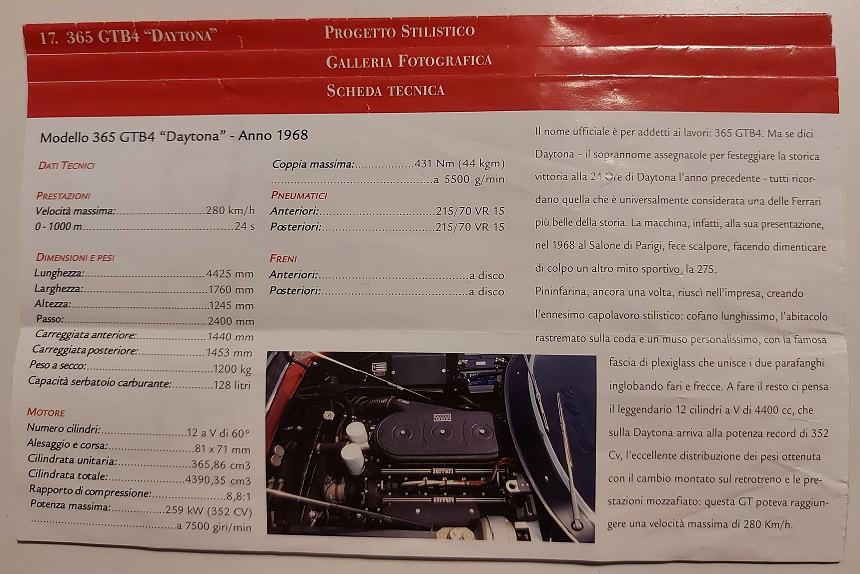 17. 365 GTB4 “Daytona”
Progetto Stilistico
Galleria Fotografica
Scheda tecnica
Modello 365 GTB4 “Daytona” - Anno 1968
Dati Tecnici
Prestazioni
Velocità massima:..............................280 km/h
0 - 1000 m..............................24 s
Dimensioni e pesi
Lunghezza:..............................4425 mm
Larghezza:..............................1760 mm
Altezza:..............................1245 mm
Passo:..............................2400 mm
Carreggiata anteriore:....................1440 mm
Carreggiata posteriore:....................1453 mm
Peso a secco:..............................1200 kg
Capacità serbatoio carburante:..........128 litri
Motore
Numero cilindri:....................12 a V di 60°
Alesaggio e corsa:....................81 x 71 mm
Cilindrata unitaria:....................365,86 cm3
Cilindrata totale:....................4390,35 cm3
Rapporto di compressione:....................8,8:1
Potenza massima:..........259 kW (352 CV)
..............................a 7500 giri/min
Coppia massima:...............431 Nm (44 kgm)
..............................a 5500 g/min
Pneumatici
Anteriori:..............................215/70 VR 15
Posteriori:..............................215/70 VR 15
Freni
Anteriori:..............................a disco
Posteriori:..............................a disco
Ferrari
Ferrari
Il nome ufficiale è per addetti ai lavori: 365 GTB4. Ma se dici
Daytona – il soprannome assegnatole per festeggiare la storica
vittoria alla 24 Ore di Daytona l’anno precedente - tutti ricor-
dano quella che è universalmente considerata una delle Ferrari
più belle della storia. La macchina, infatti, alla sua presentazione,
nel 1968 al Salone di Parigi, fece scalpore, facendo dimenticare
di colpo un altro mito sportivo, la 275.
Pininfarina, ancora una volta, riuscì nell’impresa, creando
l’ennesimo capolavoro stilistico: cofano lunghissimo, l’abitacolo
rastremato sulla coda e un muso personalissimo, con la famosa
fascia di plexiglass che unisce i due parafanghi
inglobando fari e frecce. A fare il resto ci pensa
il leggendario 12 cilindri a V di 4400 cc, che
sulla Daytona arriva alla potenza record di 352
Cv, l’eccellente distribuzione dei pesi ottenuta
con il cambio montato sul retrotreno e le pre-
stazioni mozzafiato: questa GT poteva raggiun-
gere una velocità massima di 280 Km/h.